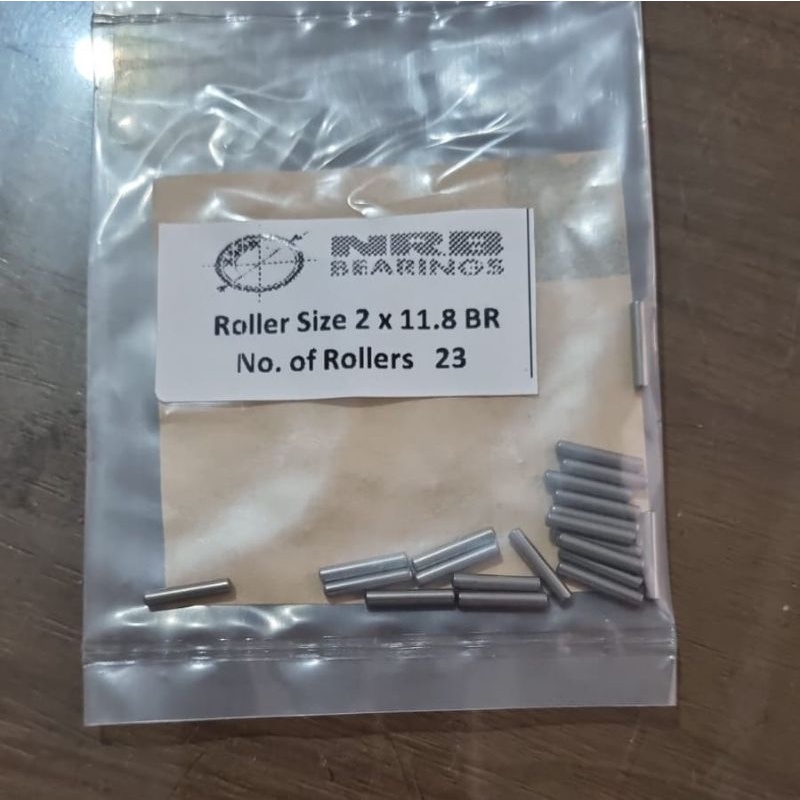 NRB
BEARINGS
Roller Size 2 x 11.8 BR
No. of Rollers 23